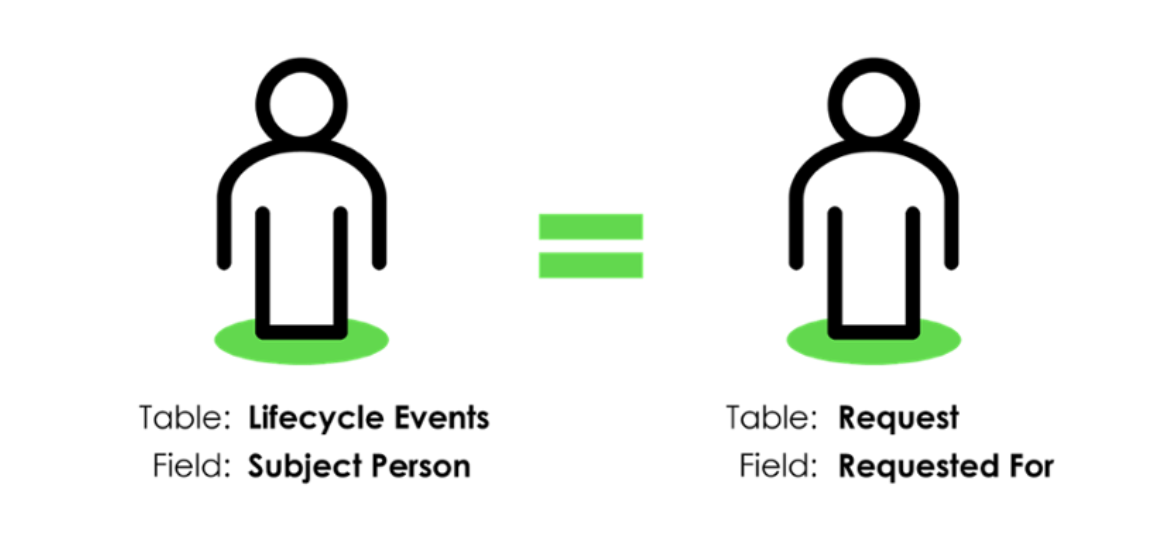 Table: Lifecycle Events
Field: Subject Person
Table: Request
Field: Requested For